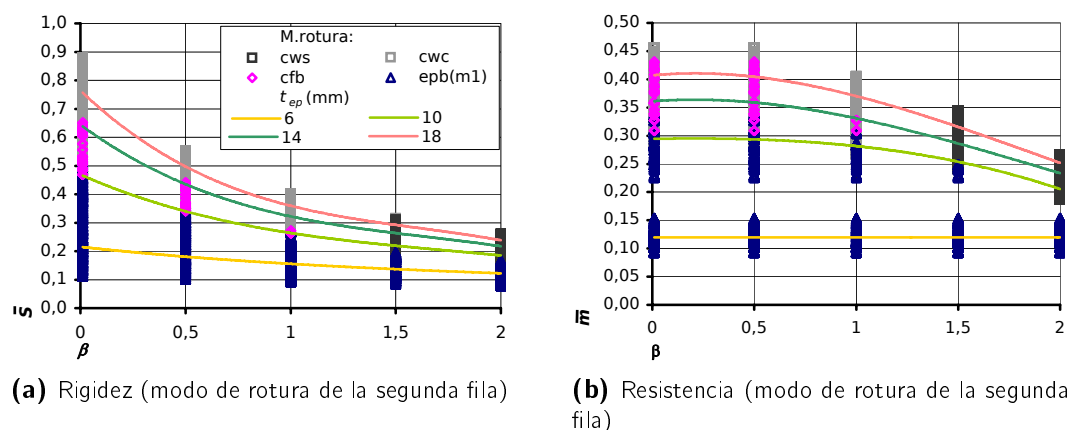 1,0
0,9
0,8
0,7
0,6
0,5
0,4
0,3
0,2
0,1
0,0
0
0,5
1
1,5
2
s̅
β
M.rotura:
cws
cwc
cfb
epb(m1)
t ep (mm)
6
10
14
18
(a) Rigidez (modo de rotura de la segunda fila)
0,50
0,45
0,40
0,35
0,30
0,25
0,20
0,15
0,10
0,05
0,00
0
0,5
1
1,5
2
m̅
β
(b) Resistencia (modo de rotura de la segunda
fila)